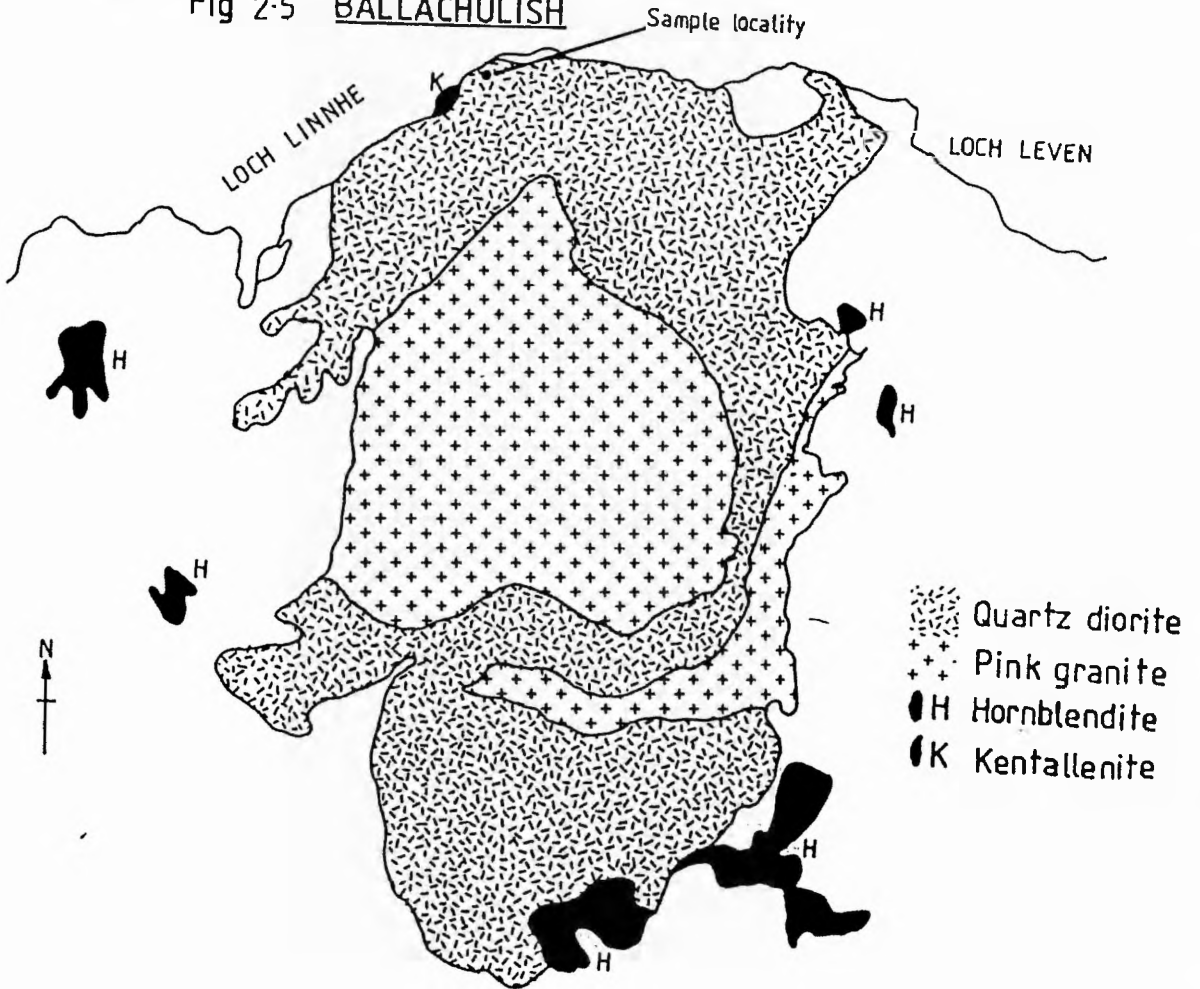 Fig 2·5 BALLACHULISH
Sample locality
K
LOCH LINNHE
LOCH LEVEN
H
H
H
H
N
Quartz diorite
Pink granite
H Hornblendite
K Kentallenite
H
H